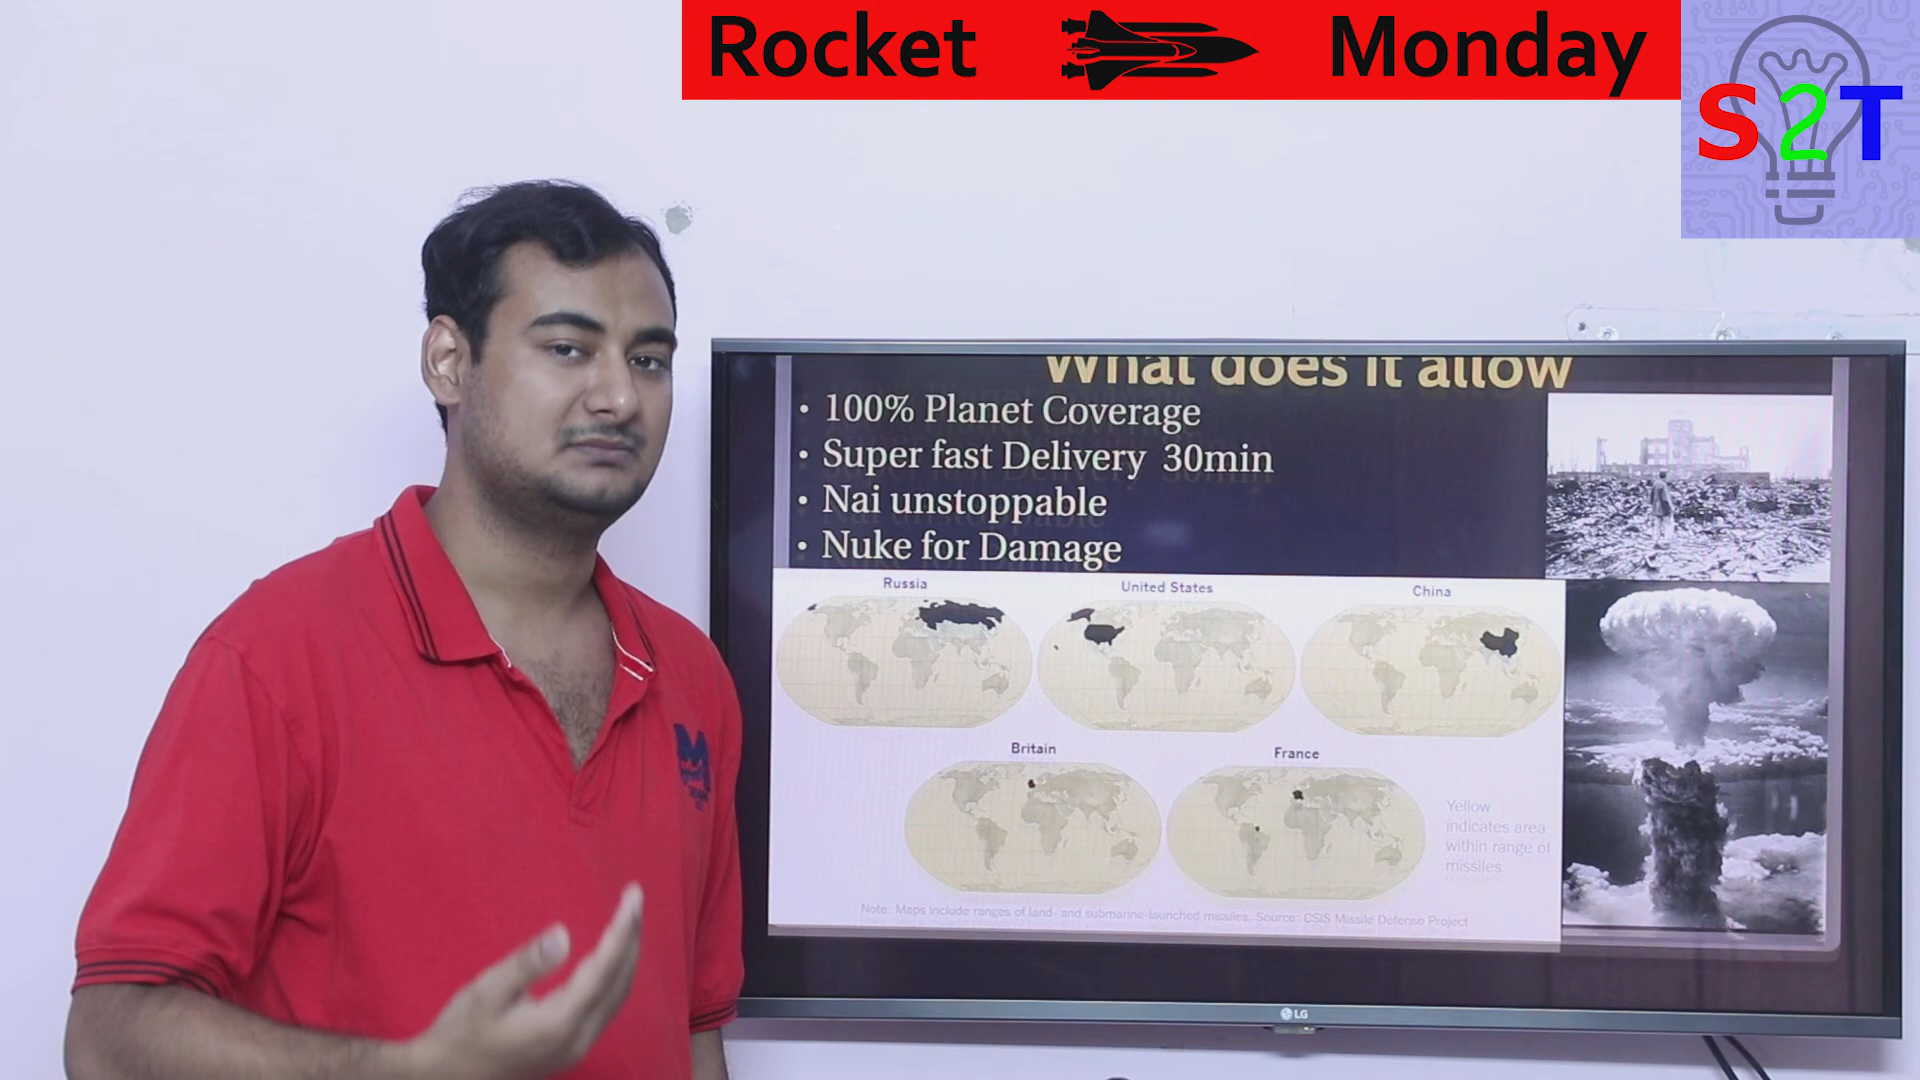 Rocket Monday
S2T
What does it allow
• 100% Planet Coverage
• Super fast Delivery 30min
• Nai unstoppable
• Nuke for Damage
Russia
United States
China
Britain
France
Yellow
indicates area
within range of
missiles.
Note: Maps include ranges of land- and submarine-launched missiles. Source: CSIS Missile Defense Project
LG